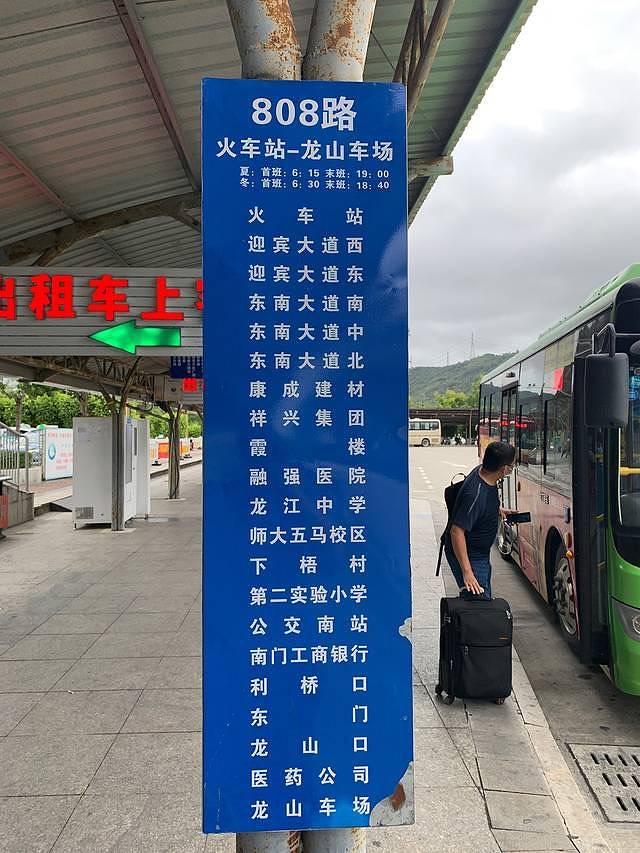 808路
火车站–龙山车场
夏：首班：6：15 末班：19：00
冬：首班：6：30 末班：18：40
火车站
迎宾大道西
迎宾大道东
东南大道南
东南大道中
东南大道北
康成建材
祥兴集团
霞楼
融强医院
龙江中学
师大五马校区
下梧村
第二实验小学
公交南站
南门工商银行
利桥口
东门
龙山口
医药公司
龙山车场
出租车上